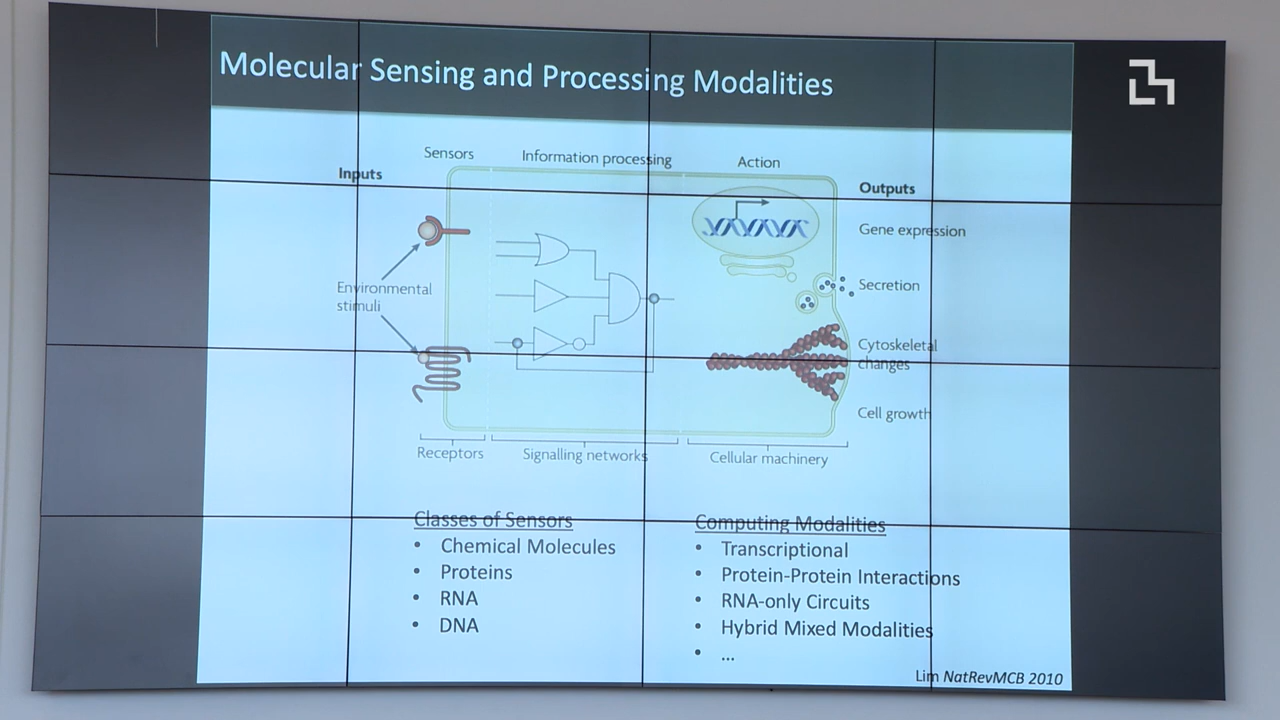 Molecular Sensing and Processing Modalities
Sensors
Information processing
Action
Inputs
Outputs
Gene expression
Environmental
stimuli
Secretion
Cytoskeletal
changes
Cell growth
Receptors
Signalling networks
Cellular machinery
Classes of Sensors
• Chemical Molecules
• Proteins
• RNA
• DNA
Computing Modalities
• Transcriptional
• Protein-Protein Interactions
• RNA-only Circuits
• Hybrid Mixed Modalities
• ...
Lim NatRevMCB 2010